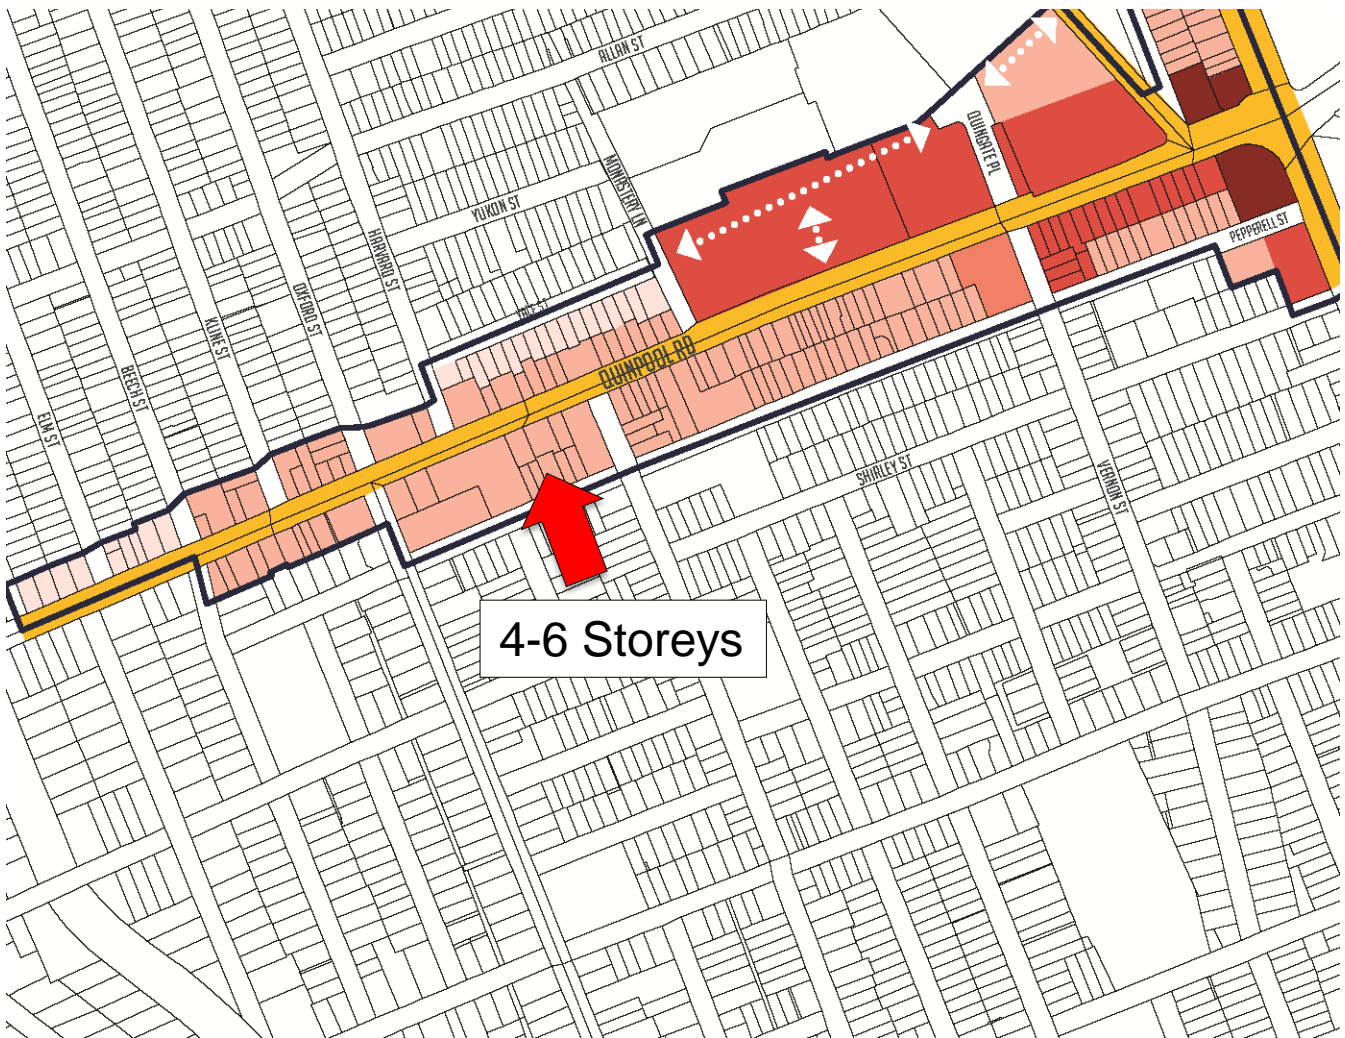 ALLAN ST
QUINGATE PL
MONASTERY LN
YUKON ST
PEPPERELL ST
HARVARD ST
OXFORD ST
YALE ST
KLINE ST
QUINPOOL RD
BEECH ST
ELM ST
SHIRLEY ST
VERNON ST
4-6 Storeys